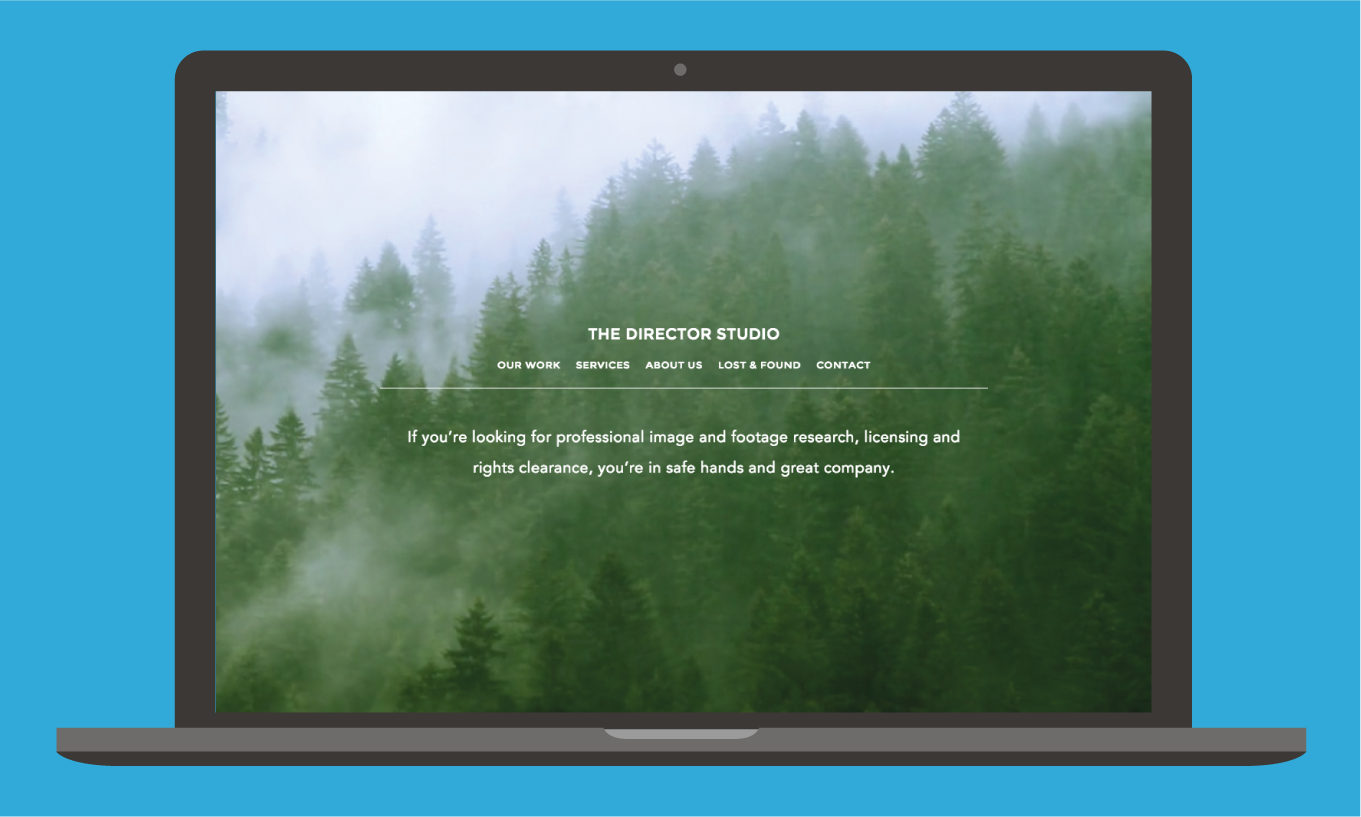 THE DIRECTOR STUDIO
OUR WORK SERVICES ABOUT US LOST & FOUND CONTACT
If you’re looking for professional image and footage research, licensing and
rights clearance, you’re in safe hands and great company.